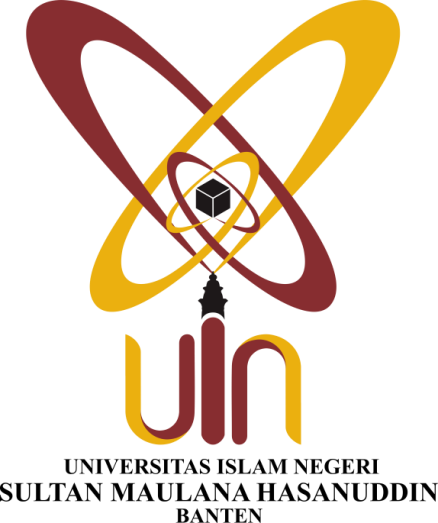 uin
UNIVERSITAS ISLAM NEGERI
SULTAN MAULANA HASANUDDIN
BANTEN